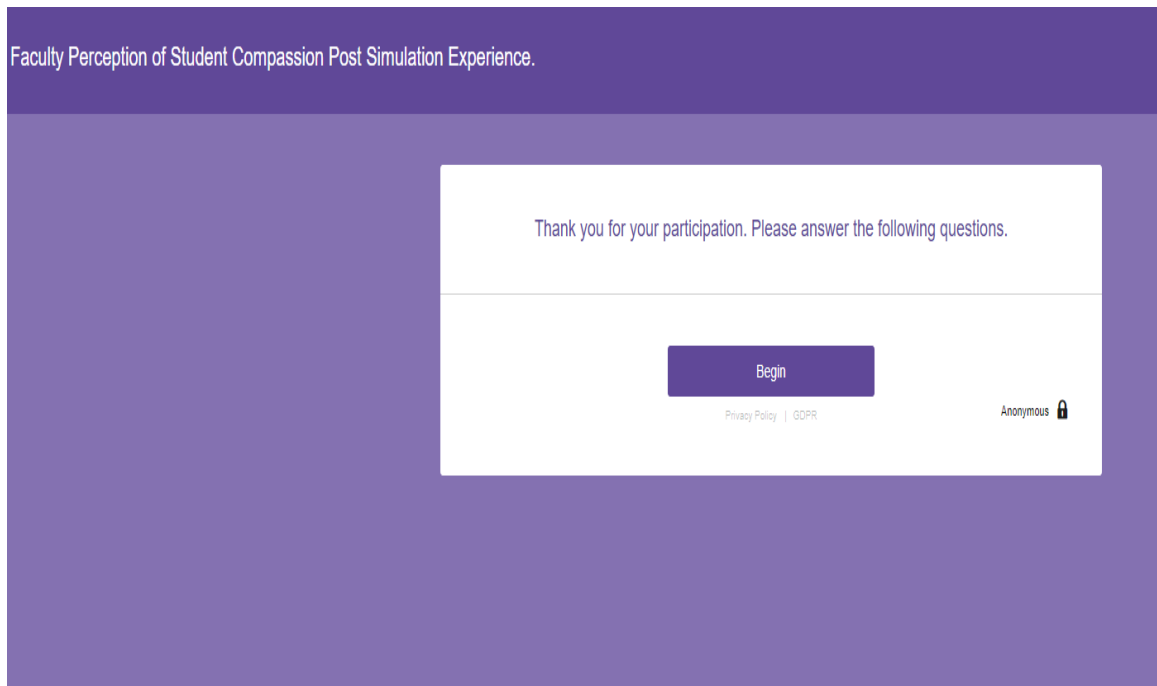 Faculty Perception of Student Compassion Post Simulation Experience.
Thank you for your participation. Please answer the following questions.
Begin
Privacy Policy | GDPR
Anonymous